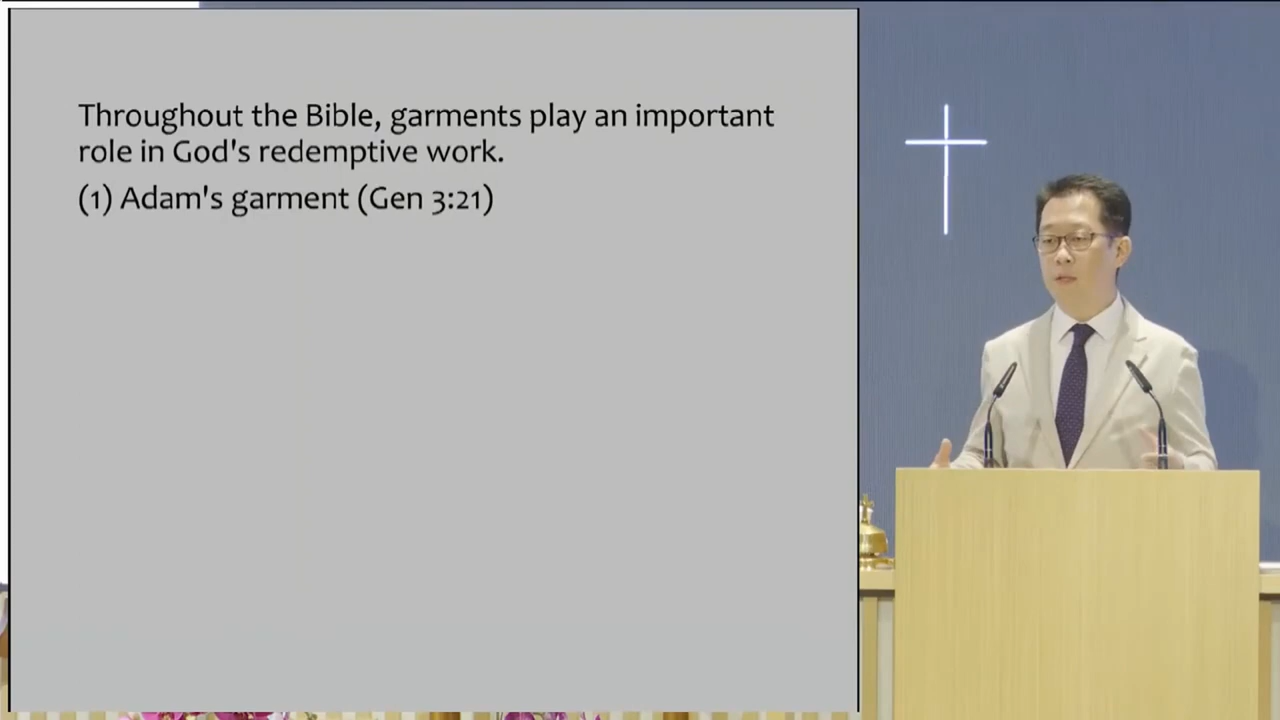 Throughout the Bible, garments play an important
role in God's redemptive work.
(1) Adam's garment (Gen 3:21)